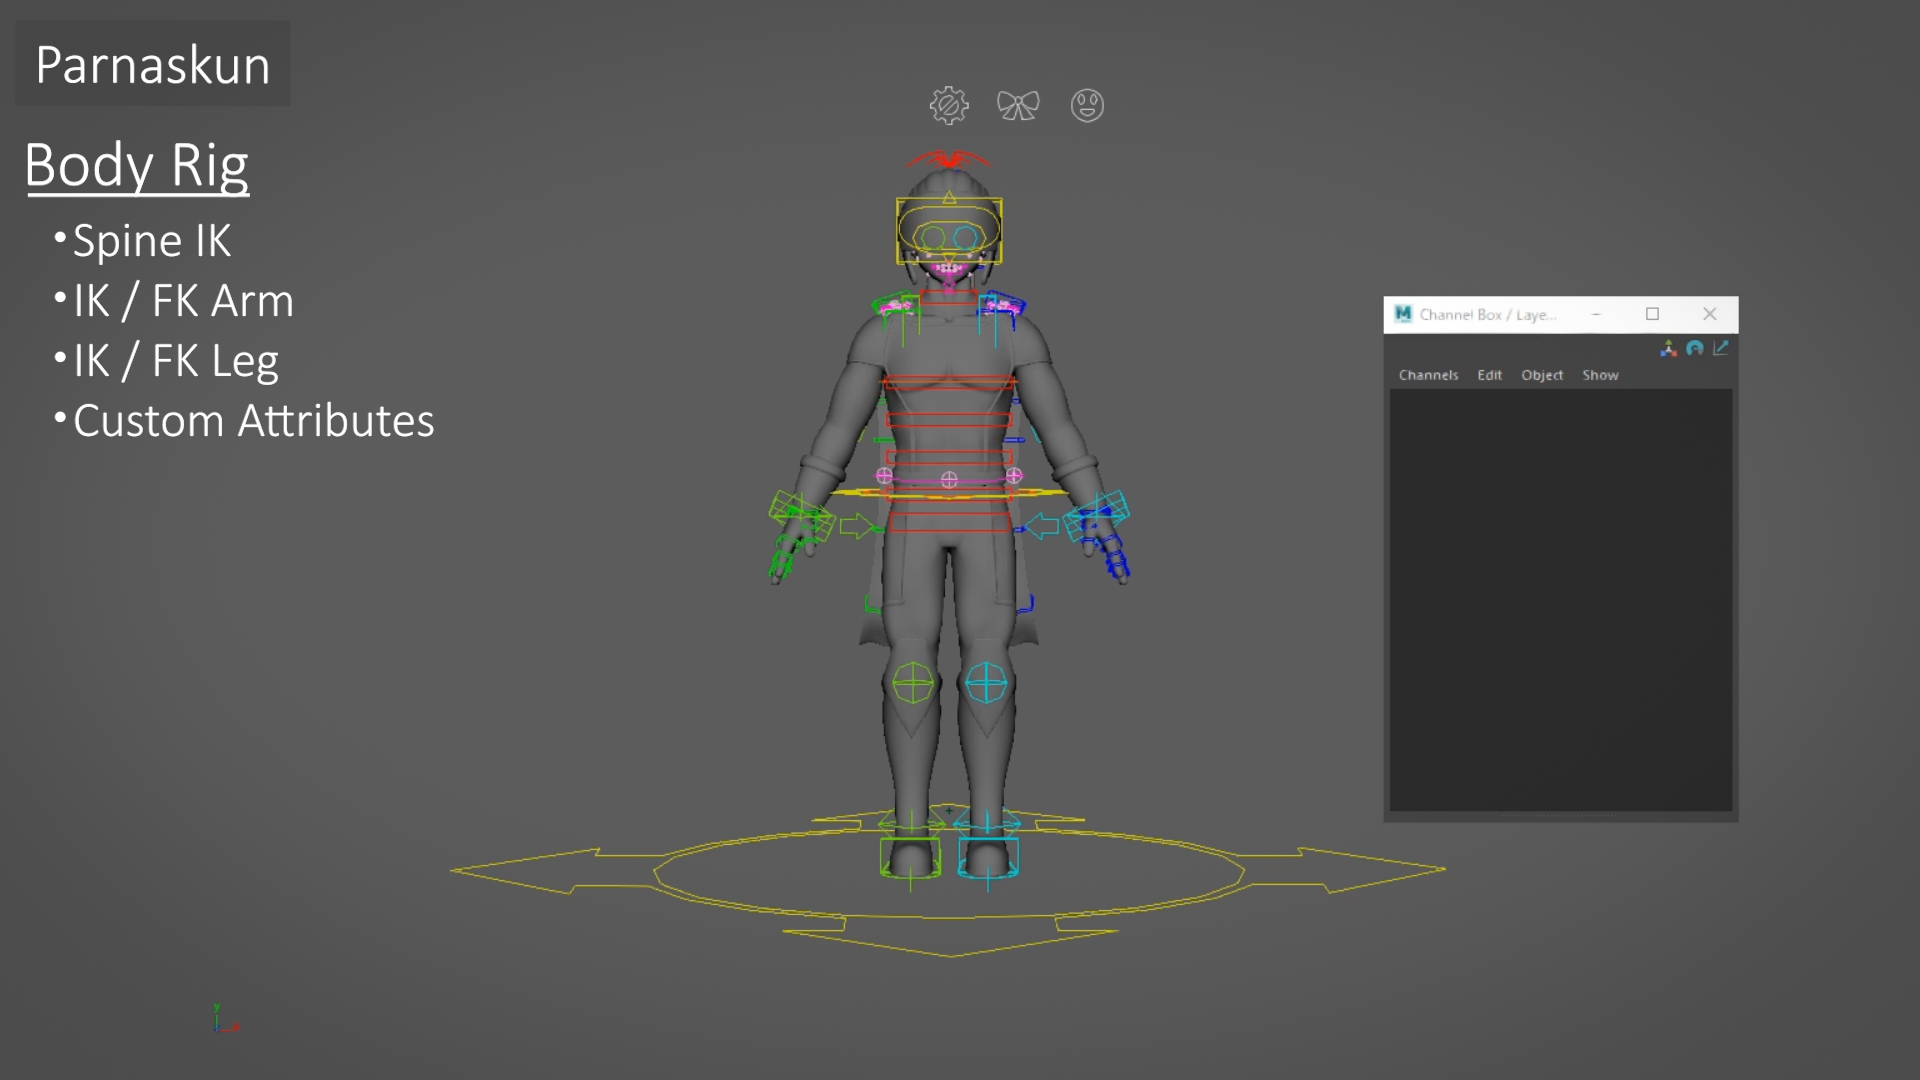 Parnaskun
Body Rig
•Spine IK
•IK / FK Arm
•IK / FK Leg
•Custom Attributes
M Channel Box / Laye...
Channels Edit Object Show
y